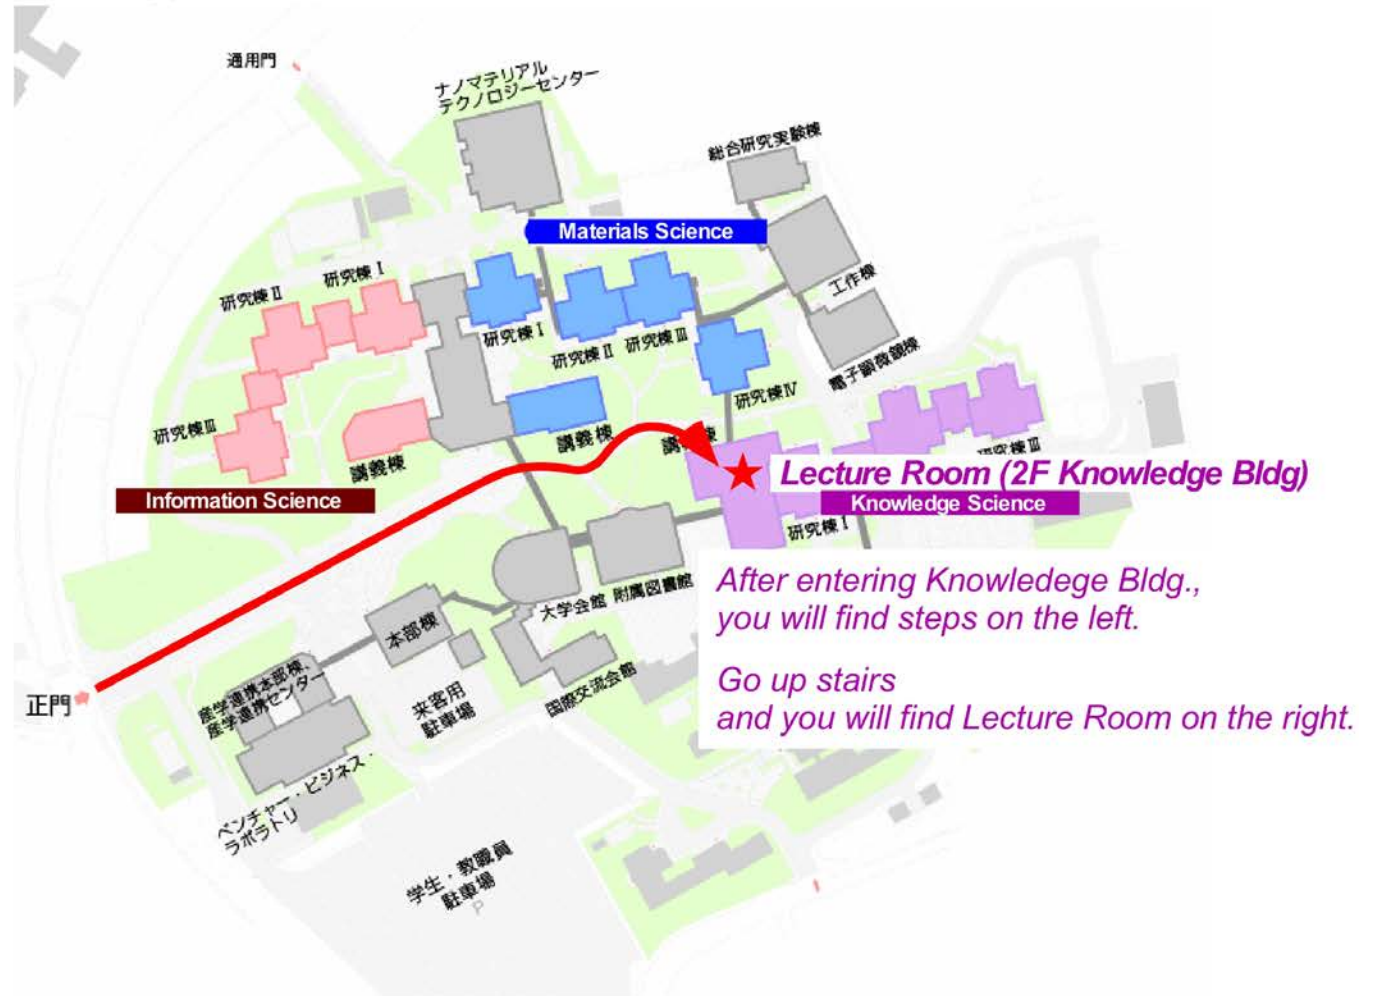 通用門
ナノマテリアル
テクノロジーセンター
総合研究実験棟
Materials Science
研究棟Ⅰ
研究棟Ⅱ
工作棟
研究棟Ⅰ
研究棟Ⅱ
研究棟Ⅲ
電子顕微鏡棟
研究棟Ⅳ
研究棟Ⅲ
講義棟
講義棟
講義棟
研究棟Ⅲ
Lecture Room (2F Knowledge Bldg)
Information Science
Knowledge Science
研究棟Ⅰ
After entering Knowledege Bldg.,
you will find steps on the left.
大学会館
附属図書館
本部棟
Go up stairs
and you will find Lecture Room on the right.
正門
産学連携本部棟、
産学連携センター
来客用
駐車場
国際交流会館
ベンチャー・ビジネス・
ラボラトリ
学生・教職員
駐車場
P